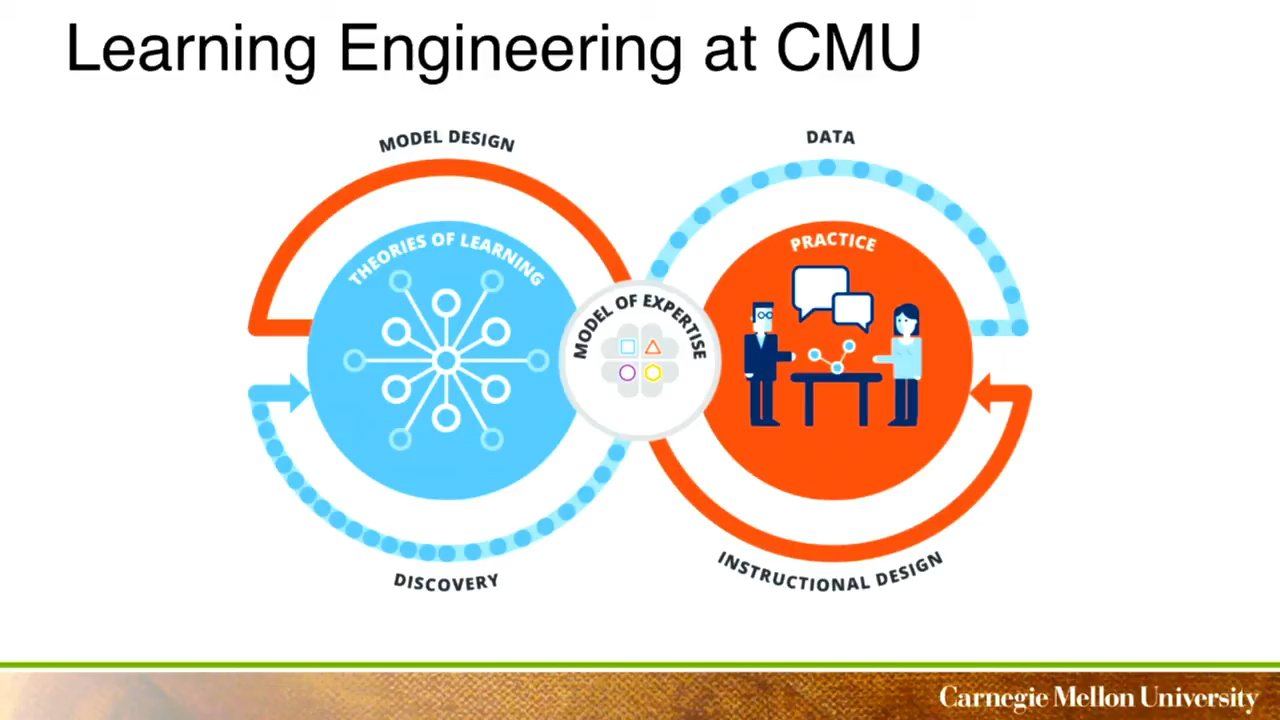 Learning Engineering at CMU
MODEL DESIGN
DATA
THEORIES OF LEARNING
PRACTICE
MODEL OF EXPERTISE
DISCOVERY
INSTRUCTIONAL DESIGN
Carnegie Mellon University